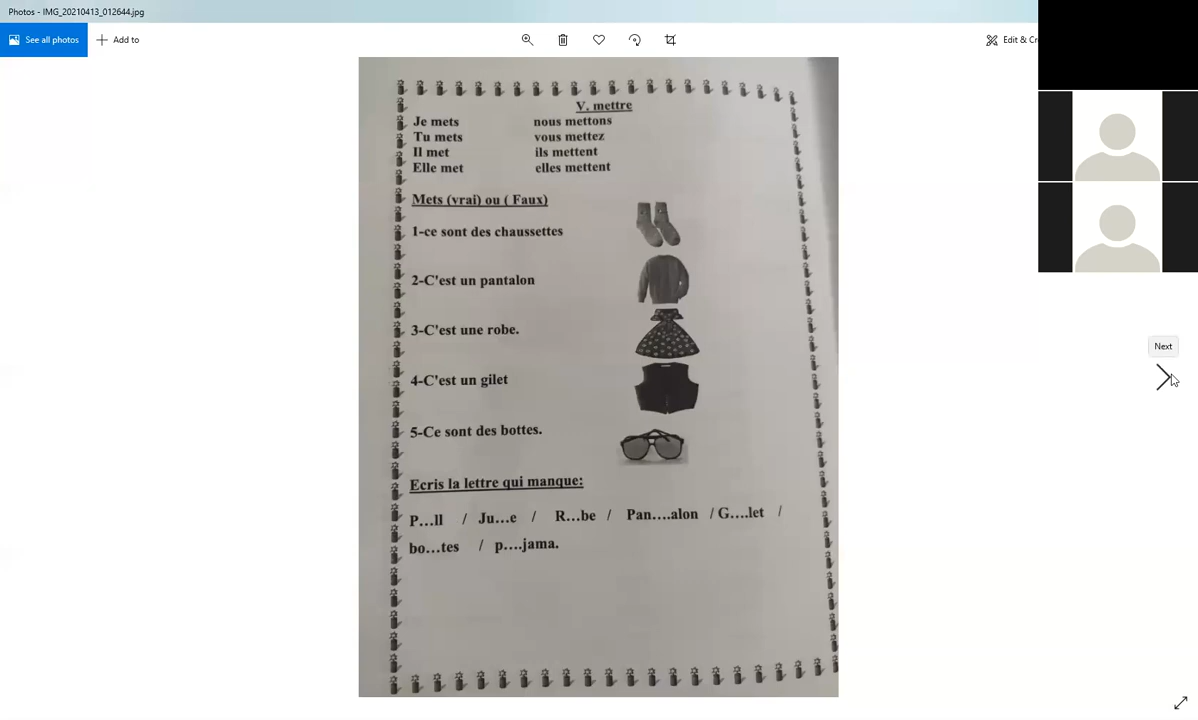 Photos - IMG_20210413_012644.jpg
See all photos
Add to
Edit & Cr
V. mettre
Je mets nous mettons
Tu mets vous mettez
Il met ils mettent
Elle met elles mettent
Mets (vrai) ou ( Faux)
1-ce sont des chaussettes
2-C'est un pantalon
3-C'est une robe.
4-C'est un gilet
5-Ce sont des bottes.
Ecris la lettre qui manque:
P...ll / Ju...e / R...be / Pan....alon / G....let /
bo...tes / p....jama.
Next